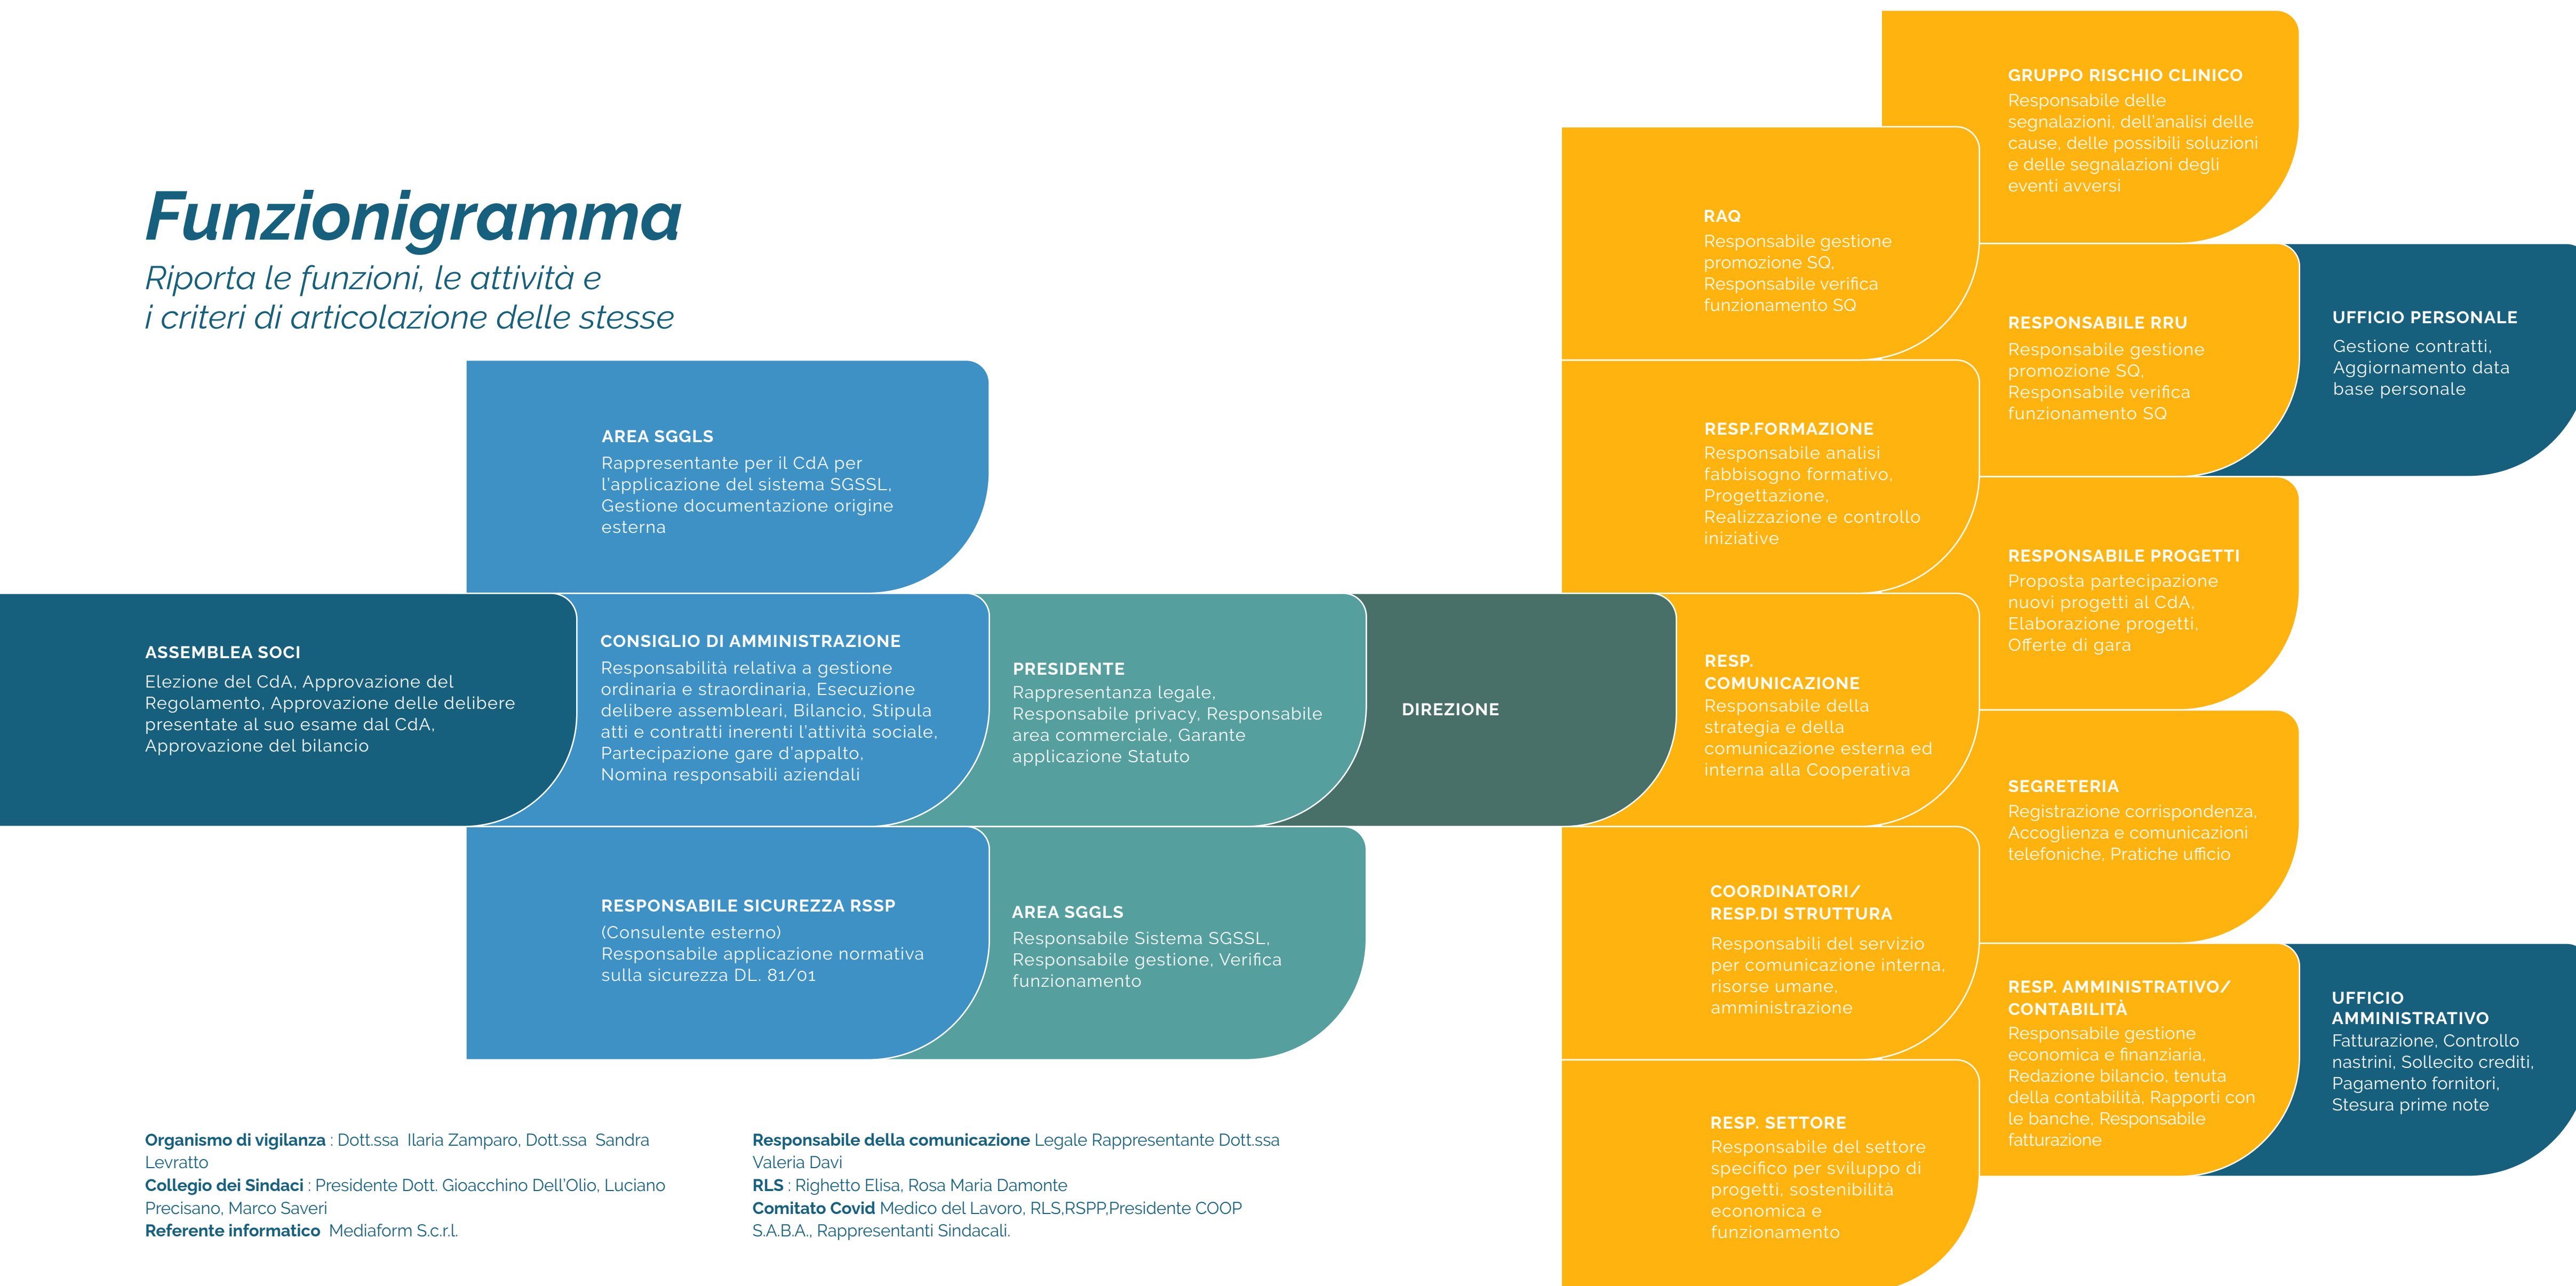 Funzionigramma
Riporta le funzioni, le attività e
i criteri di articolazione delle stesse
AREA SGGLS
Rappresentante per il CdA per
l'applicazione del sistema SGSSL,
Gestione documentazione origine
esterna
ASSEMBLEA SOCI
Elezione del CdA, Approvazione del
Regolamento, Approvazione delle delibere
presentate al suo esame dal CdA,
Approvazione del bilancio
CONSIGLIO DI AMMINISTRAZIONE
Responsabilità relativa a gestione
ordinaria e straordinaria, Esecuzione
delibere assembleari, Bilancio, Stipula
atti e contratti inerenti l'attività sociale,
Partecipazione gare d'appalto,
Nomina responsabili aziendali
PRESIDENTE
Rappresentanza legale,
Responsabile privacy, Responsabile
area commerciale, Garante
applicazione Statuto
DIREZIONE
RESPONSABILE SICUREZZA RSSP
(Consulente esterno)
Responsabile applicazione normativa
sulla sicurezza DL. 81/01
AREA SGGLS
Responsabile Sistema SGSSL,
Responsabile gestione, Verifica
funzionamento
GRUPPO RISCHIO CLINICO
Responsabile delle
segnalazioni, dell'analisi delle
cause, delle possibili soluzioni
e delle segnalazioni degli
eventi avversi
RAQ
Responsabile gestione
promozione SQ,
Responsabile verifica
funzionamento SQ
RESPONSABILE RRU
Responsabile gestione
promozione SQ,
Responsabile verifica
funzionamento SQ
UFFICIO PERSONALE
Gestione contratti,
Aggiornamento data
base personale
RESP.FORMAZIONE
Responsabile analisi
fabbisogno formativo,
Progettazione,
Realizzazione e controllo
iniziative
RESPONSABILE PROGETTI
Proposta partecipazione
nuovi progetti al CdA,
Elaborazione progetti,
Offerte di gara
RESP.
COMUNICAZIONE
Responsabile della
strategia e della
comunicazione esterna ed
interna alla Cooperativa
SEGRETERIA
Registrazione corrispondenza,
Accoglienza e comunicazioni
telefoniche, Pratiche ufficio
COORDINATORI/
RESP.DI STRUTTURA
Responsabili del servizio
per comunicazione interna,
risorse umane,
amministrazione
RESP. AMMINISTRATIVO/
CONTABILITÀ
Responsabile gestione
economica e finanziaria,
Redazione bilancio, tenuta
della contabilità, Rapporti con
le banche, Responsabile
fatturazione
UFFICIO
AMMINISTRATIVO
Fatturazione, Controllo
nastrini, Sollecito crediti,
Pagamento fornitori,
Stesura prime note
RESP. SETTORE
Responsabile del settore
specifico per sviluppo di
progetti, sostenibilità
economica e
funzionamento
Organismo di vigilanza : Dott.ssa Ilaria Zamparo, Dott.ssa Sandra
Levratto
Collegio dei Sindaci : Presidente Dott. Gioacchino Dell'Olio, Luciano
Precisano, Marco Saveri
Referente informatico Mediaform S.c.r.l.
Responsabile della comunicazione Legale Rappresentante Dott.ssa
Valeria Davi
RLS : Righetto Elisa, Rosa Maria Damonte
Comitato Covid Medico del Lavoro, RLS,RSPP,Presidente COOP
S.A.B.A., Rappresentanti Sindacali.